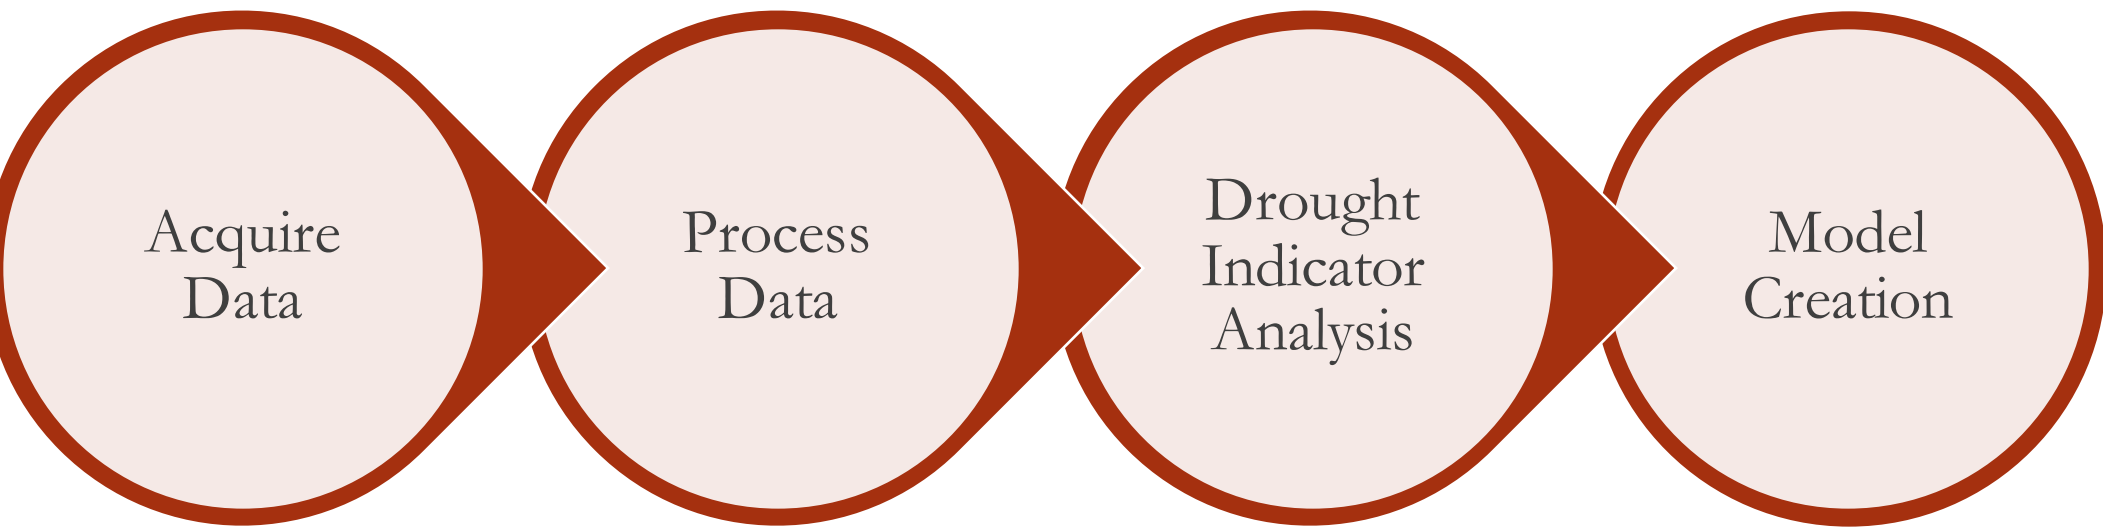 Acquire
Data
Process
Data
Drought
Indicator
Analysis
Model
Creation